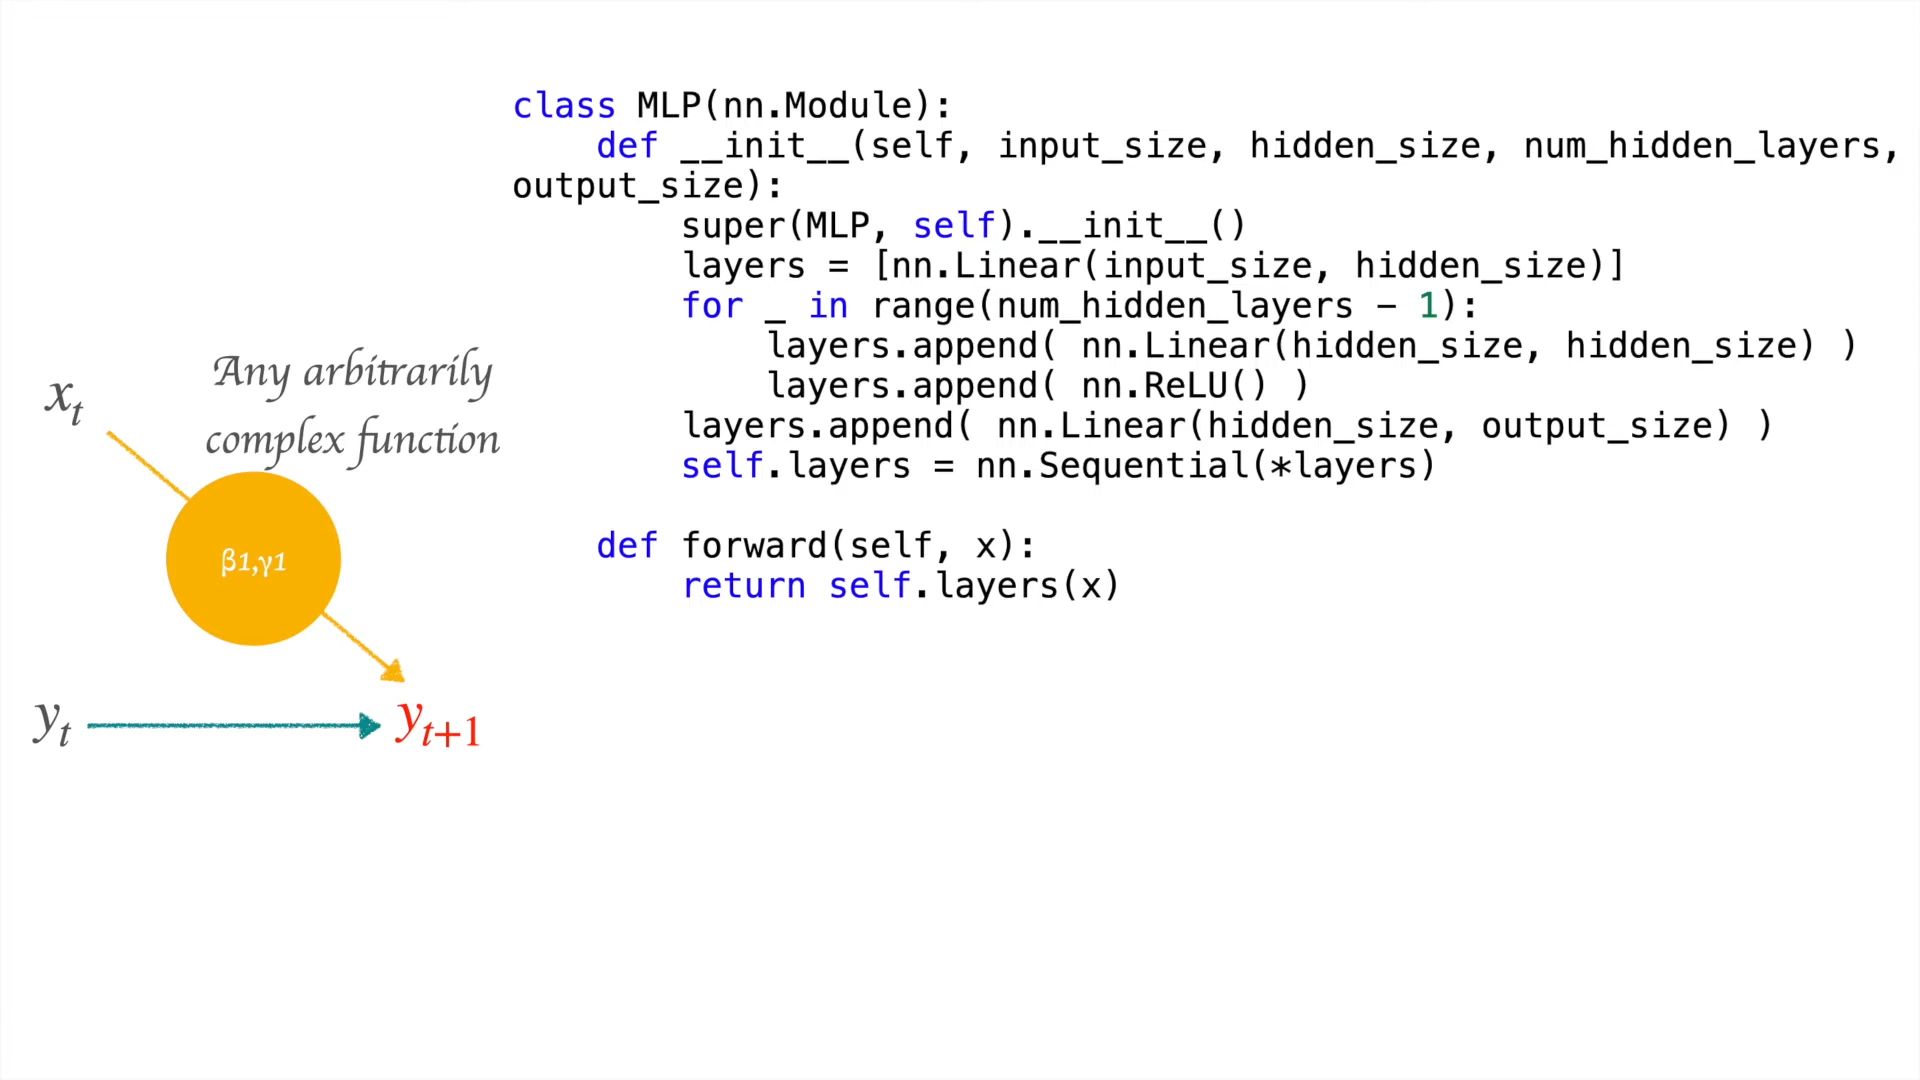 class MLP(nn.Module):
    def __init__(self, input_size, hidden_size, num_hidden_layers,
output_size):
        super(MLP, self).__init__()
        layers = [nn.Linear(input_size, hidden_size)]
        for _ in range(num_hidden_layers - 1):
            layers.append( nn.Linear(hidden_size, hidden_size) )
            layers.append( nn.ReLU() )
        layers.append( nn.Linear(hidden_size, output_size) )
        self.layers = nn.Sequential(*layers)
    def forward(self, x):
        return self.layers(x)
Any arbitrarily
complex function
x_t
β1,γ1
y_t
y_{t+1}